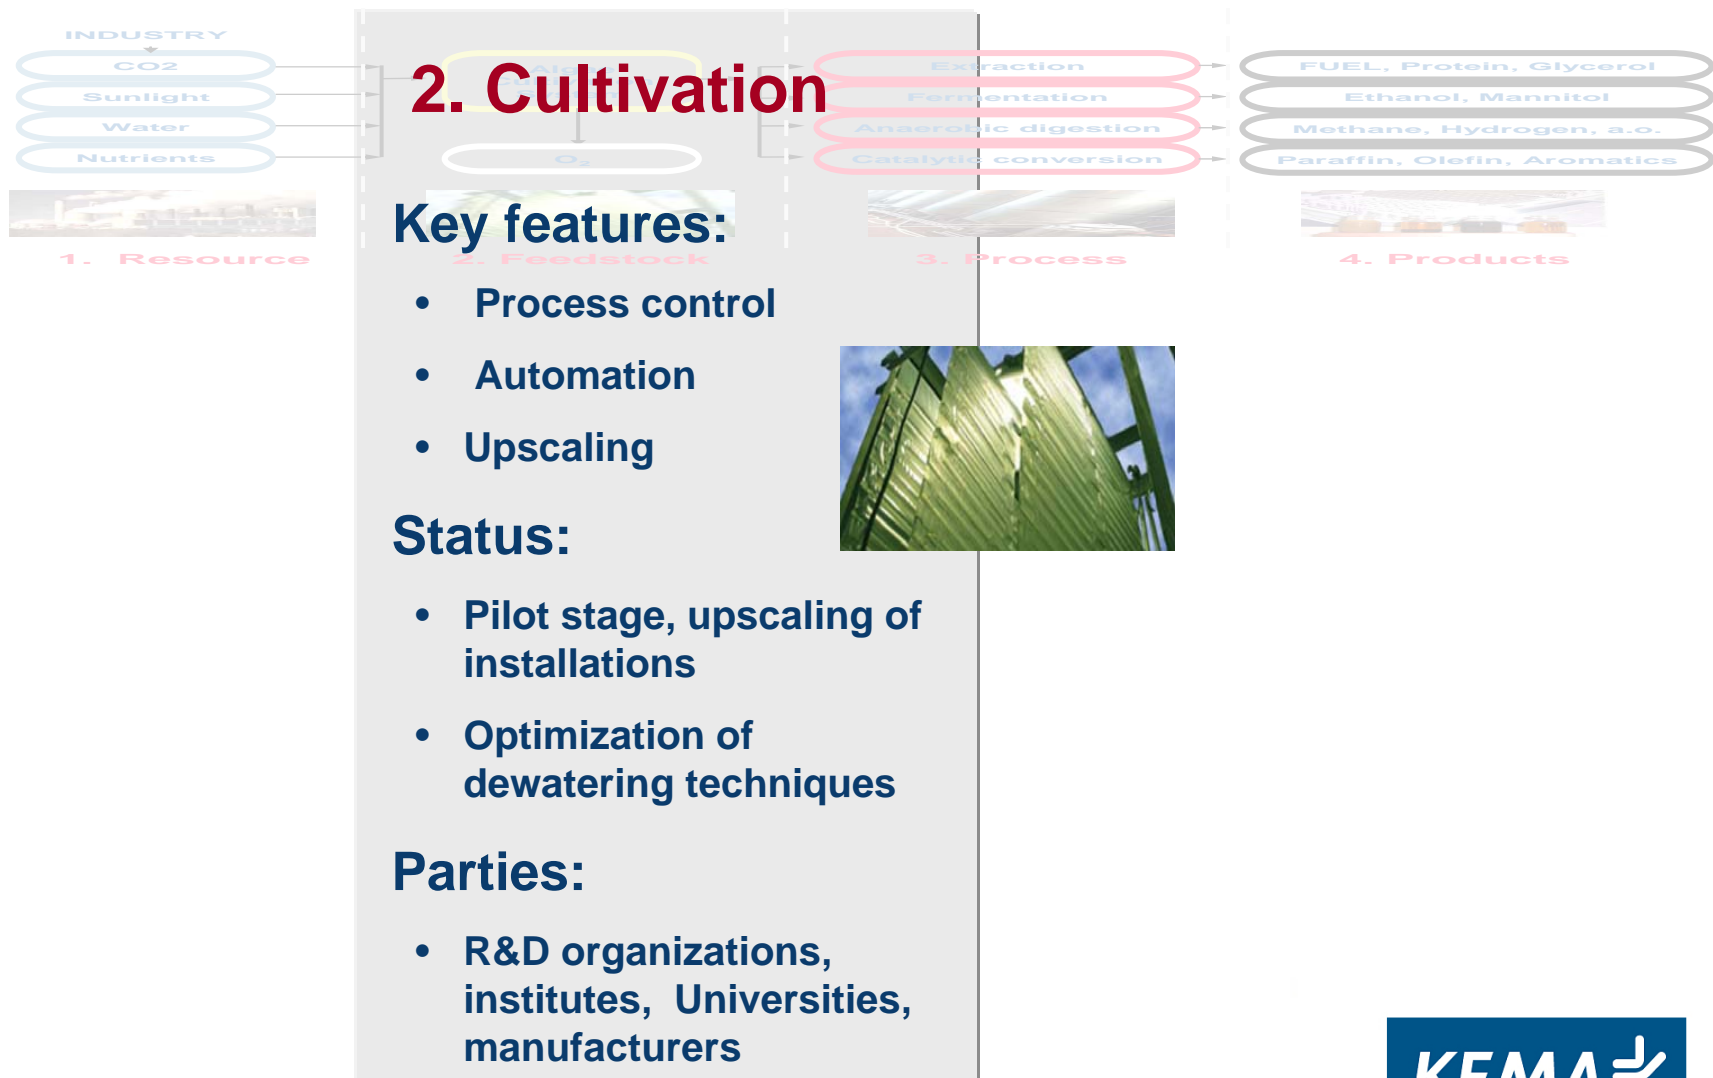 INDUSTRY
CO2
Sunlight
Water
Nutrients
O₂
Extraction
Fermentation
Anaerobic digestion
Catalytic conversion
FUEL, Protein, Glycerol
Ethanol, Mannitol
Methane, Hydrogen, a.o.
Paraffin, Olefin, Aromatics
1. Resource
2. Feedstock
3. Process
4. Products
2. Cultivation
Key features:
• Process control
• Automation
• Upscaling
Status:
• Pilot stage, upscaling of
installations
• Optimization of
dewatering techniques
Parties:
• R&D organizations,
institutes, Universities,
manufacturers
KEMA